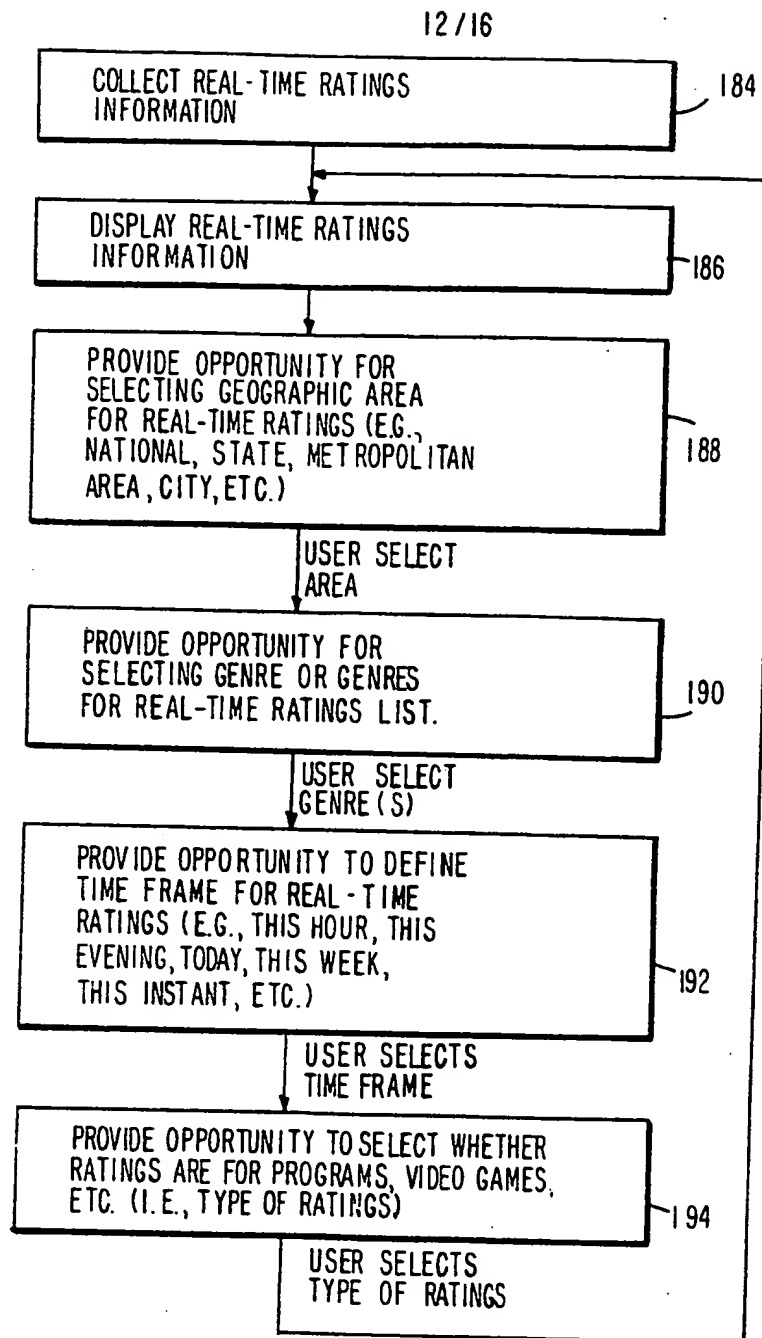 12/16
COLLECT REAL-TIME RATINGS
INFORMATION
184
DISPLAY REAL-TIME RATINGS
INFORMATION
186
PROVIDE OPPORTUNITY FOR
SELECTING GEOGRAPHIC AREA
FOR REAL-TIME RATINGS (E.G.,
NATIONAL, STATE, METROPOLITAN
AREA, CITY, ETC.)
188
USER SELECT
AREA
PROVIDE OPPORTUNITY FOR
SELECTING GENRE OR GENRES
FOR REAL-TIME RATINGS LIST.
190
USER SELECT
GENRE(S)
PROVIDE OPPORTUNITY TO DEFINE
TIME FRAME FOR REAL-TIME
RATINGS (E.G., THIS HOUR, THIS
EVENING, TODAY, THIS WEEK,
THIS INSTANT, ETC.)
192
USER SELECTS
TIME FRAME
PROVIDE OPPORTUNITY TO SELECT WHETHER
RATINGS ARE FOR PROGRAMS, VIDEO GAMES,
ETC. (I.E., TYPE OF RATINGS)
194
USER SELECTS
TYPE OF RATINGS